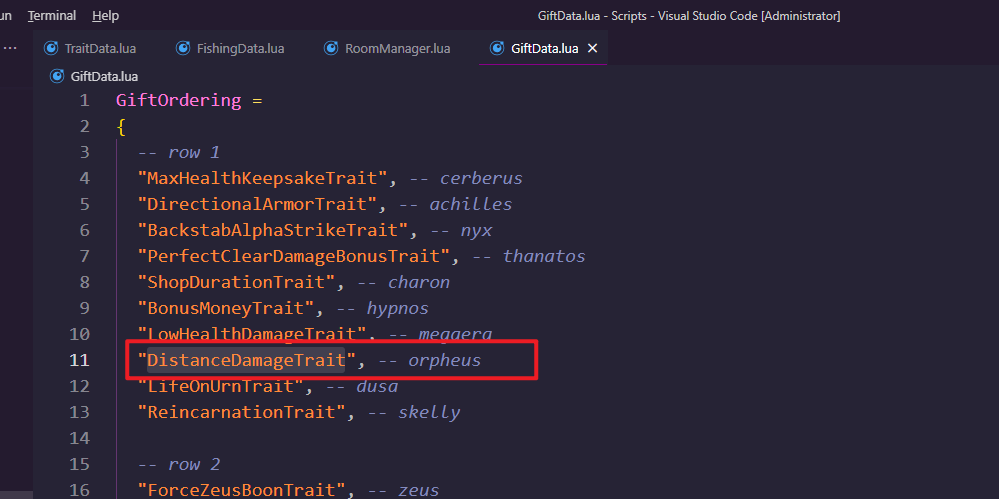 un Terminal Help GiftData.lua - Scripts - Visual Studio Code [Administrator]
... TraitData.lua FishingData.lua RoomManager.lua GiftData.lua ×
GiftData.lua
1 GiftOrdering =
2 {
3 -- row 1
4 "MaxHealthKeepsakeTrait", -- cerberus
5 "DirectionalArmorTrait", -- achilles
6 "BackstabAlphaStrikeTrait", -- nyx
7 "PerfectClearDamageBonusTrait", -- thanatos
8 "ShopDurationTrait", -- charon
9 "BonusMoneyTrait", -- hypnos
10 "LowHealthDamageTrait", -- megaera
11 "DistanceDamageTrait", -- orpheus
12 "LifeOnUrnTrait", -- dusa
13 "ReincarnationTrait", -- skelly
14
15 -- row 2
16 "ForceZeusBoonTrait", -- zeus